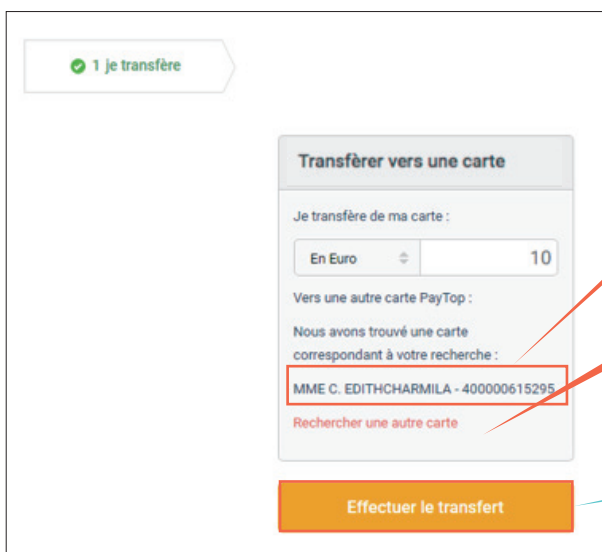 1 je transfère
Transfèrer vers une carte
Je transfère de ma carte :
En Euro 10
Vers une autre carte PayTop :
Nous avons trouvé une carte
correspondant à votre recherche :
MME C. EDITHCHARMILA - 400000615295
Rechercher une autre carte
Effectuer le transfert